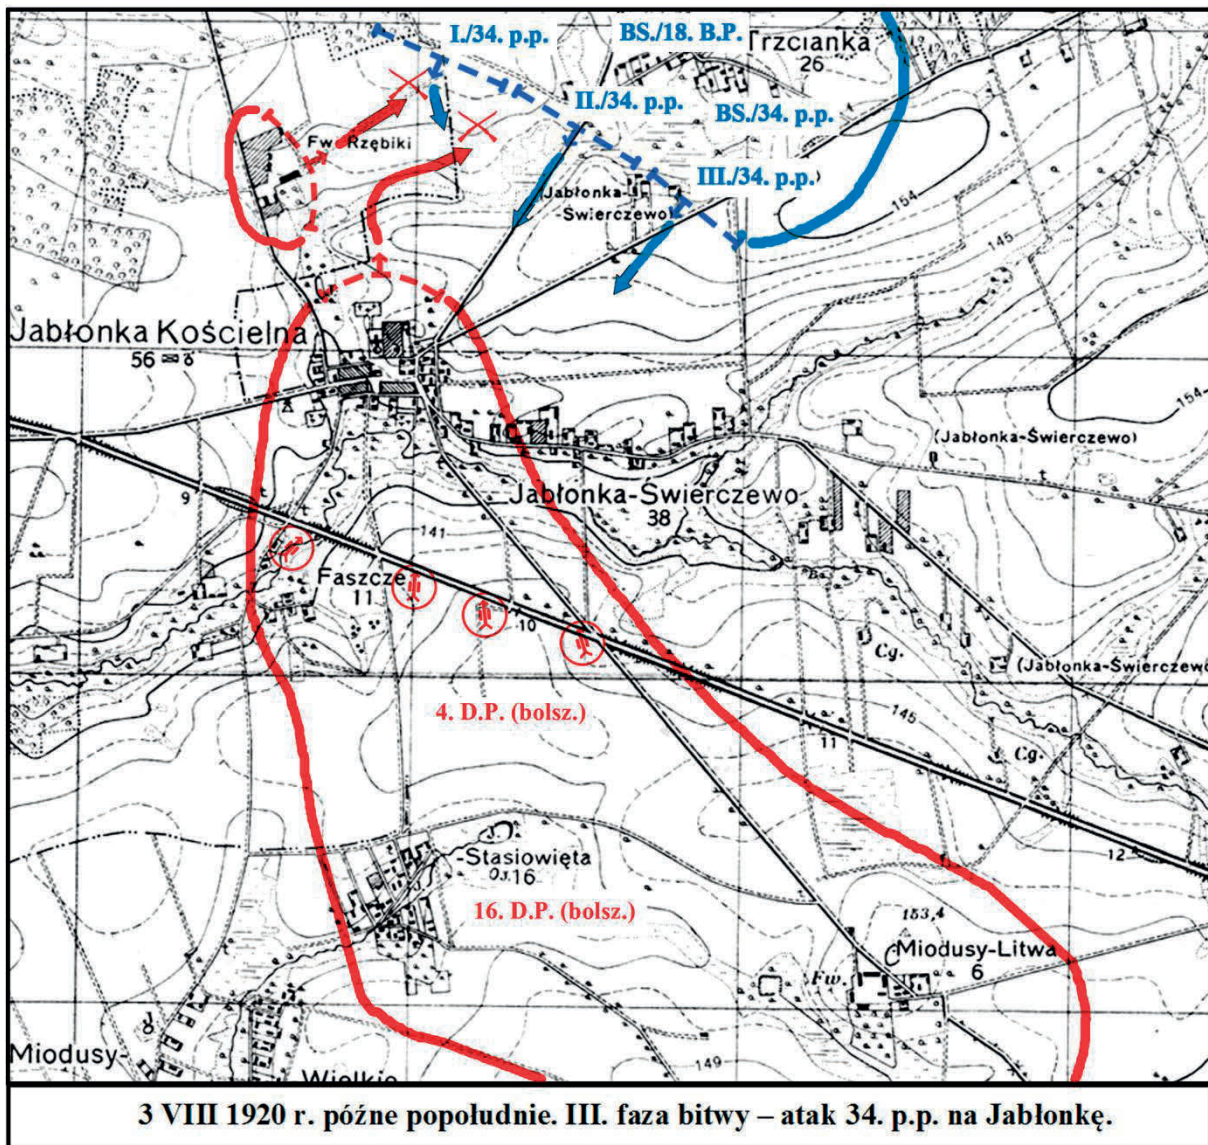 I./34. p.p.
BS./18. B.P.
Trzcianka
26
II./34. p.p.
BS./34. p.p.
Fw. Rzębiki
III./34. p.p.
(Jabłonka-
-Świerczewo)
154
145
Jabłonka Kościelna
56
154
(Jabłonka-Świerczewo)
9
Jabłonka-Świerczewo
38
141
Faszcze
11
10
Cg.
(Jabłonka-Świerczewo
4. D.P. (bolsz.)
145
11
Cg.
12
-Stasiowięta
16
16. D.P. (bolsz.)
153,4
Miodusy-Litwa
6
Fw.
Miodusy-
Wielkie
149
3 VIII 1920 r. późne popołudnie. III. faza bitwy – atak 34. p.p. na Jabłonkę.